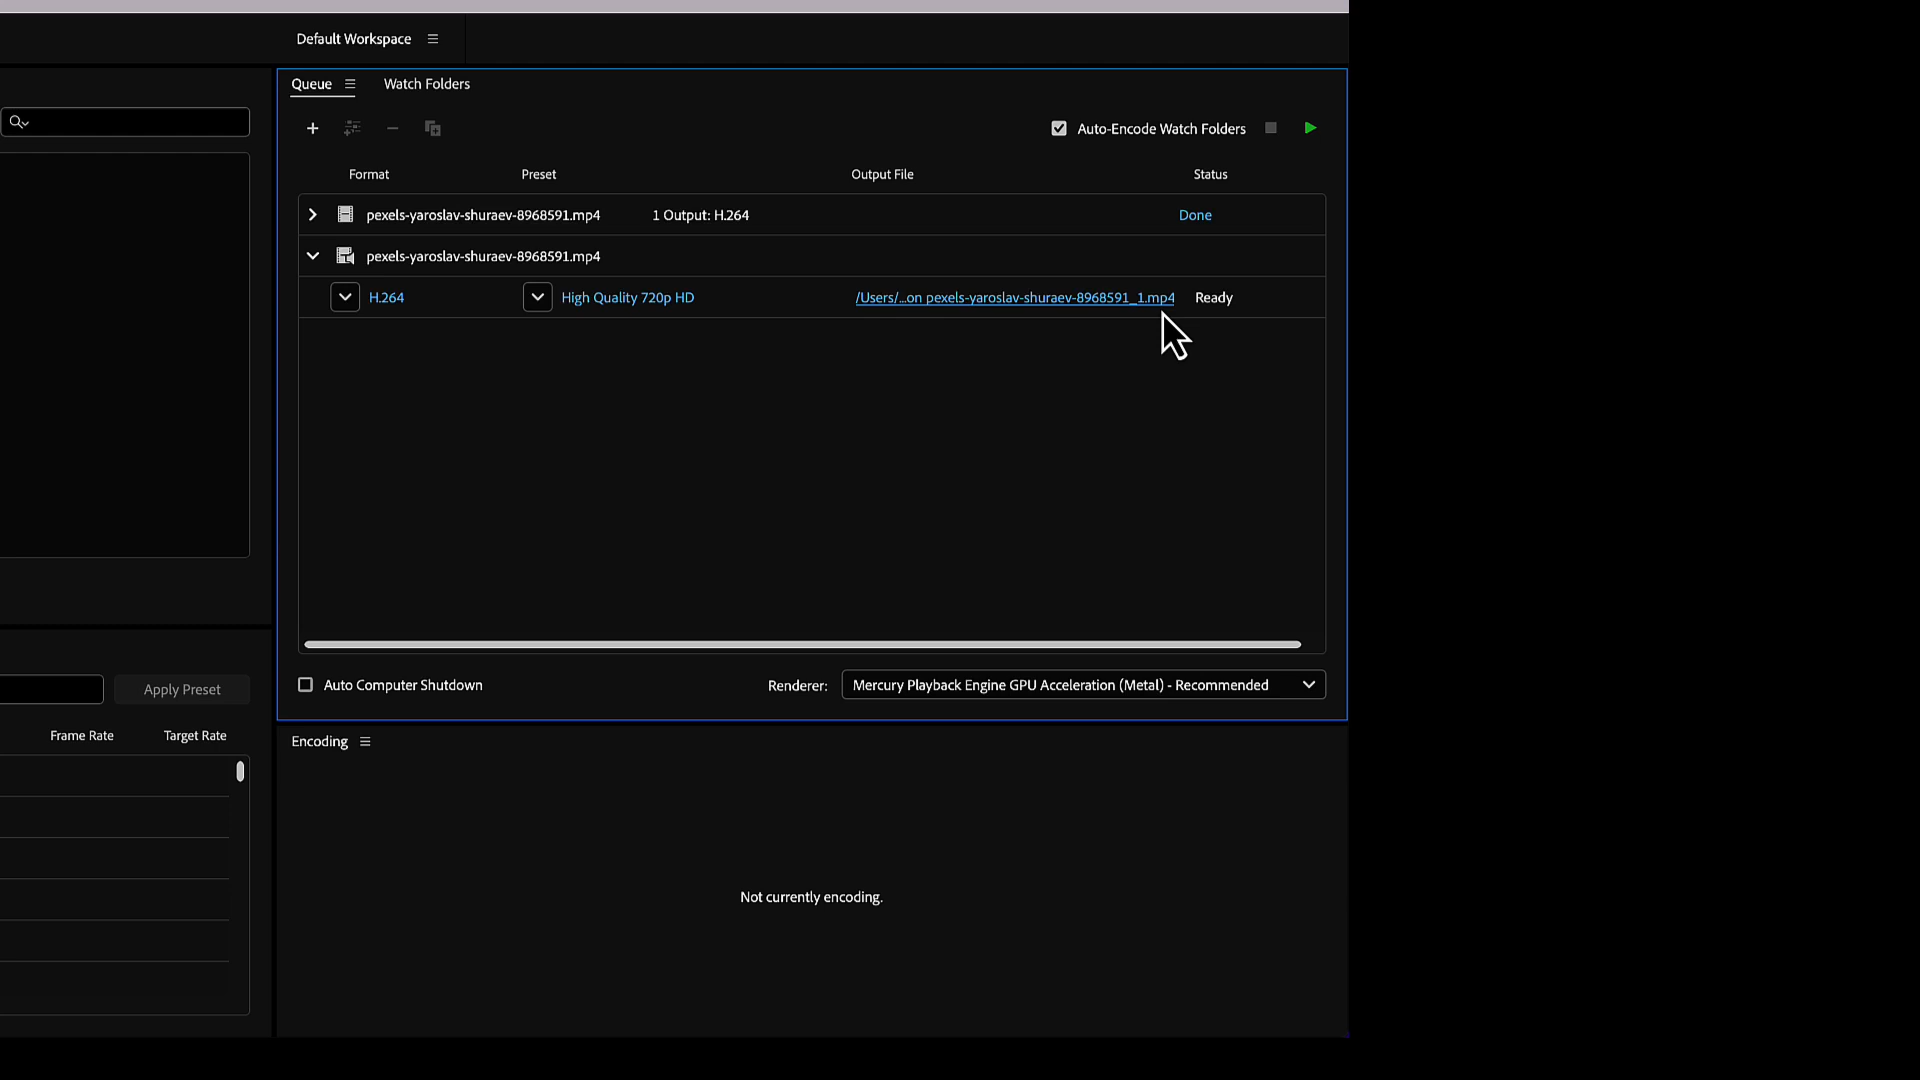 Default Workspace
Queue
Watch Folders
Auto-Encode Watch Folders
Format
Preset
Output File
Status
pexels-yaroslav-shuraev-8968591.mp4
1 Output: H.264
Done
pexels-yaroslav-shuraev-8968591.mp4
H.264
High Quality 720p HD
/Users/...on pexels-yaroslav-shuraev-8968591_1.mp4
Ready
Auto Computer Shutdown
Renderer:
Mercury Playback Engine GPU Acceleration (Metal) - Recommended
Apply Preset
Frame Rate
Target Rate
Encoding
Not currently encoding.